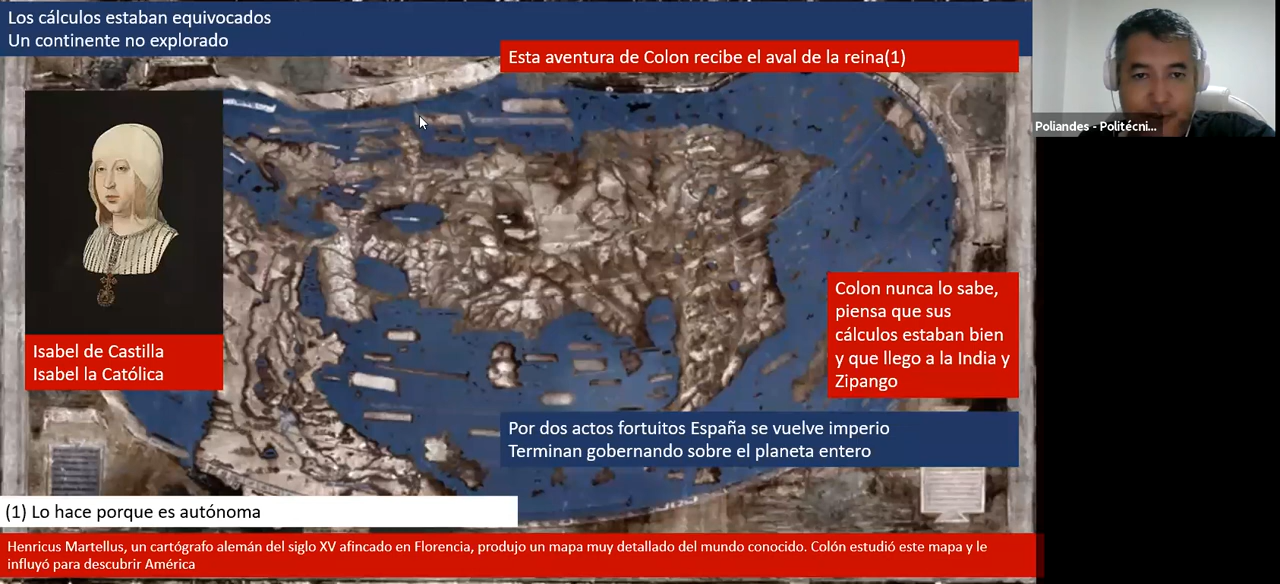 Los cálculos estaban equivocados
Un continente no explorado
Esta aventura de Colon recibe el aval de la reina(1)
Poliandes - Politécni...
Isabel de Castilla
Isabel la Católica
Colon nunca lo sabe,
piensa que sus
cálculos estaban bien
y que llego a la India y
Zipango
Por dos actos fortuitos España se vuelve imperio
Terminan gobernando sobre el planeta entero
(1) Lo hace porque es autónoma
Henricus Martellus, un cartógrafo alemán del siglo XV afincado en Florencia, produjo un mapa muy detallado del mundo conocido. Colón estudió este mapa y le
influyó para descubrir América